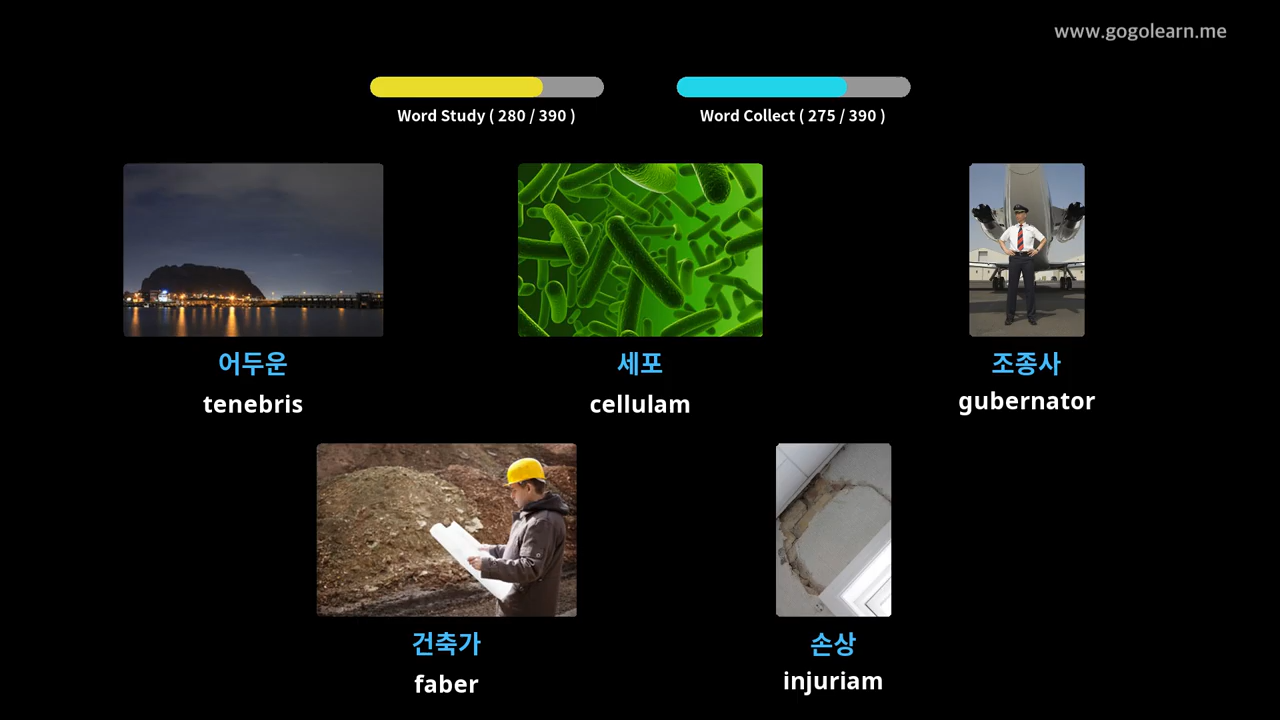 www.gogolearn.me
Word Study ( 280 / 390 )
Word Collect ( 275 / 390 )
어두운
tenebris
세포
cellulam
조종사
gubernator
건축가
faber
손상
injuriam